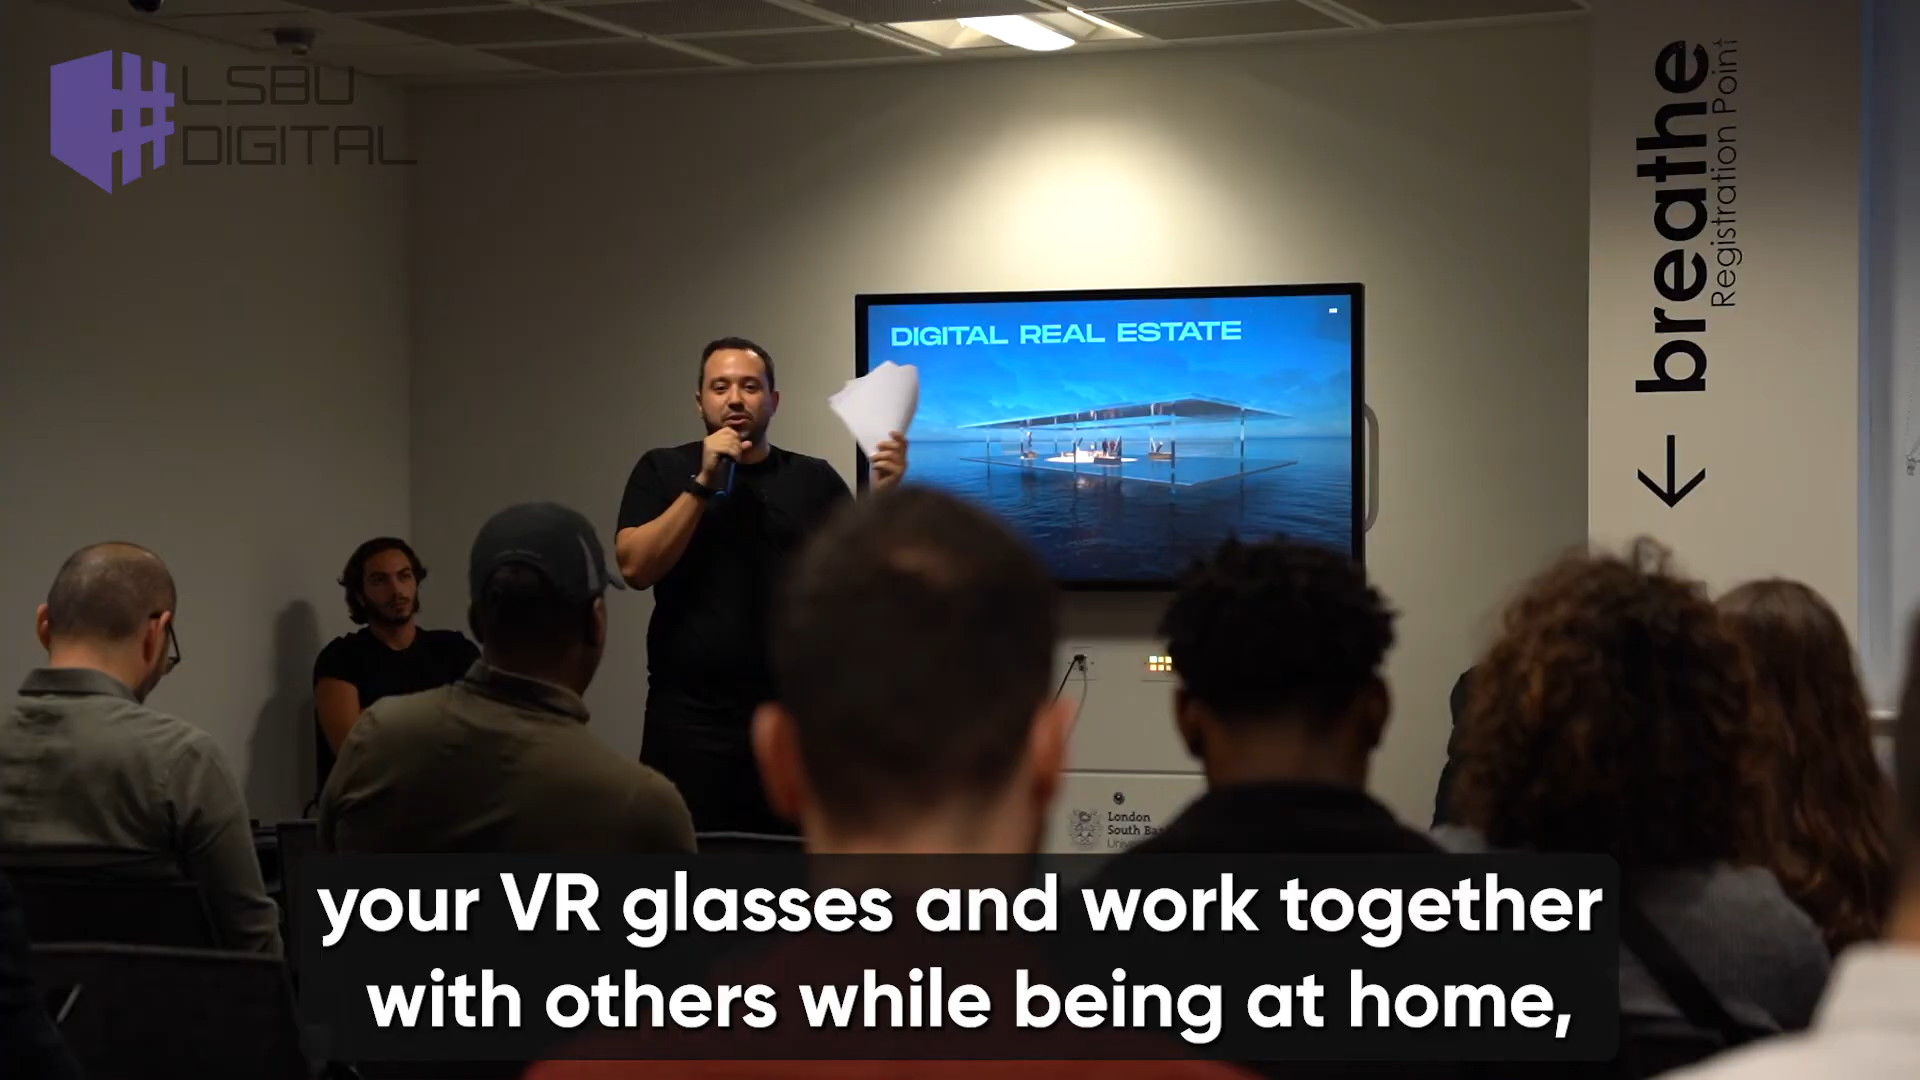 LSBU
DIGITAL
DIGITAL REAL ESTATE
breathe
Registration Point
London
South
your VR glasses and work together
with others while being at home,